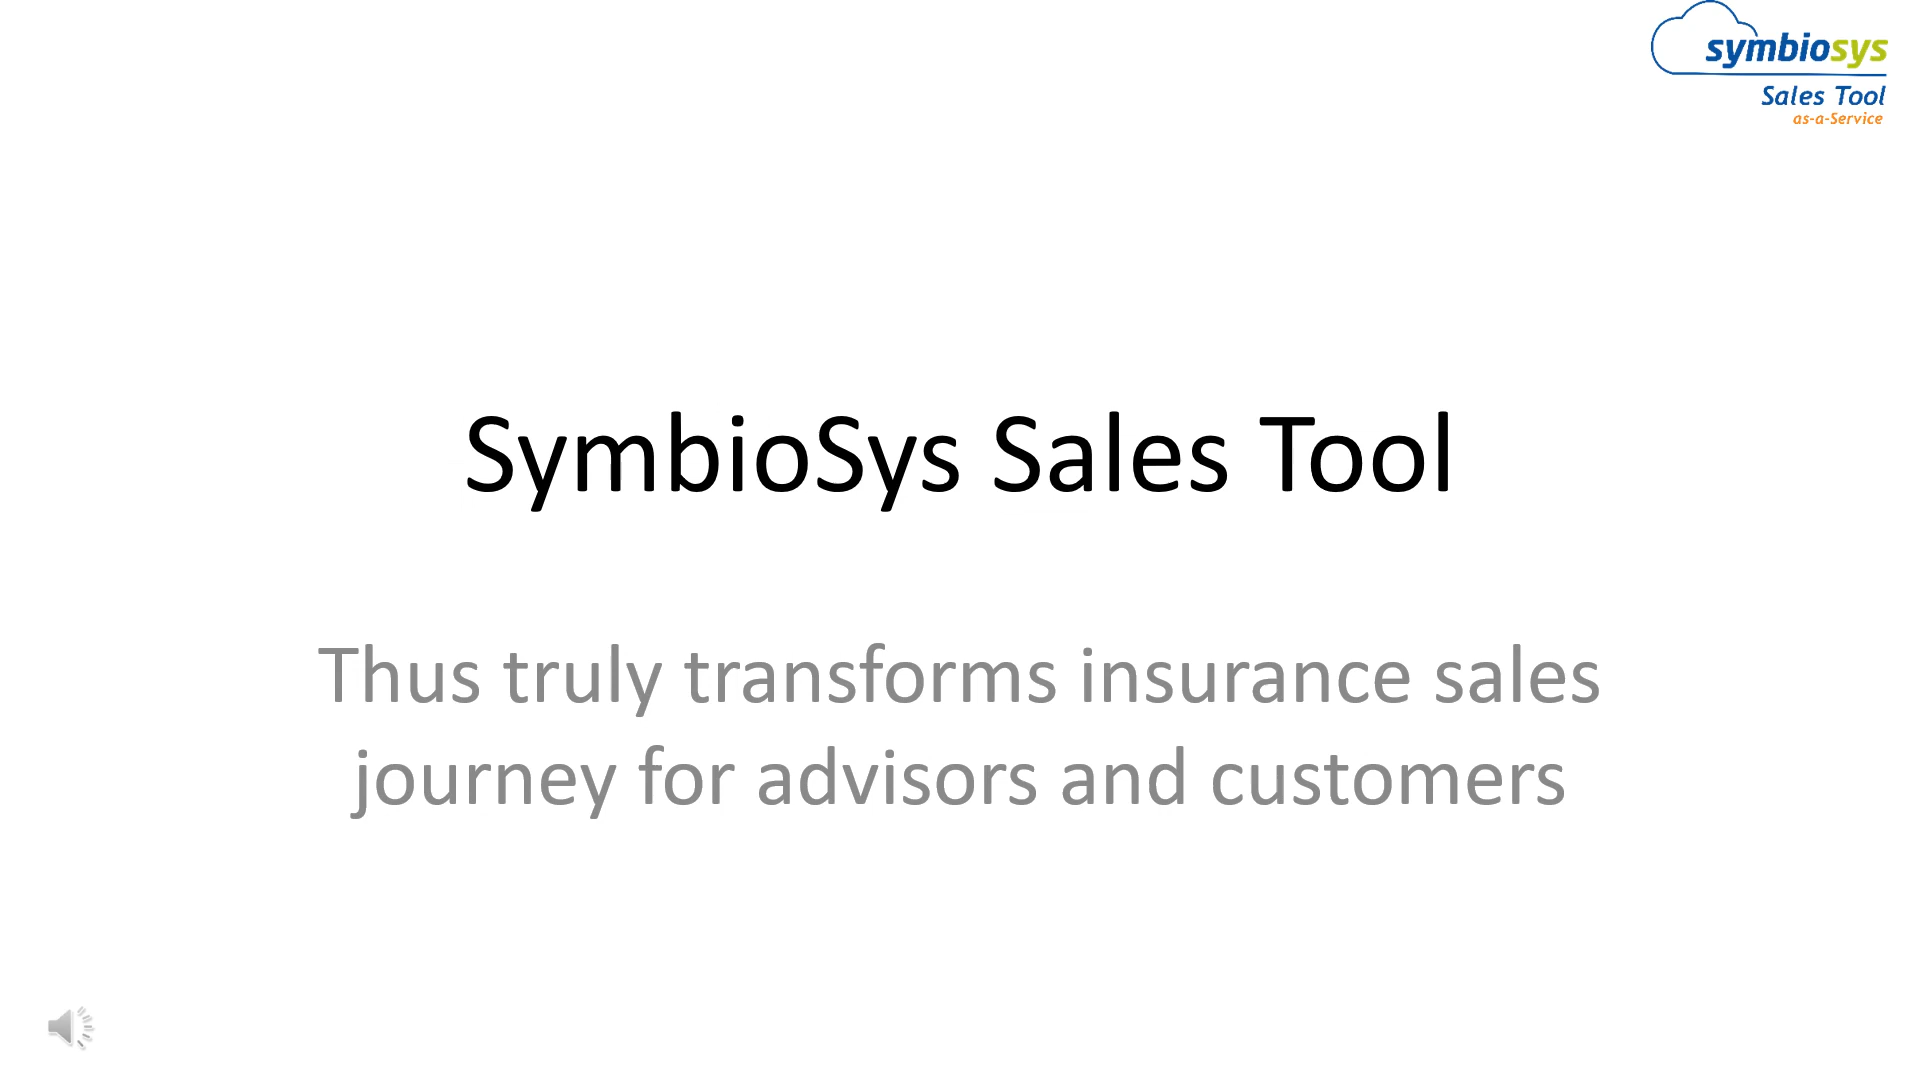 symbiosys
Sales Tool
as-a-Service
SymbioSys Sales Tool
Thus truly transforms insurance sales
journey for advisors and customers